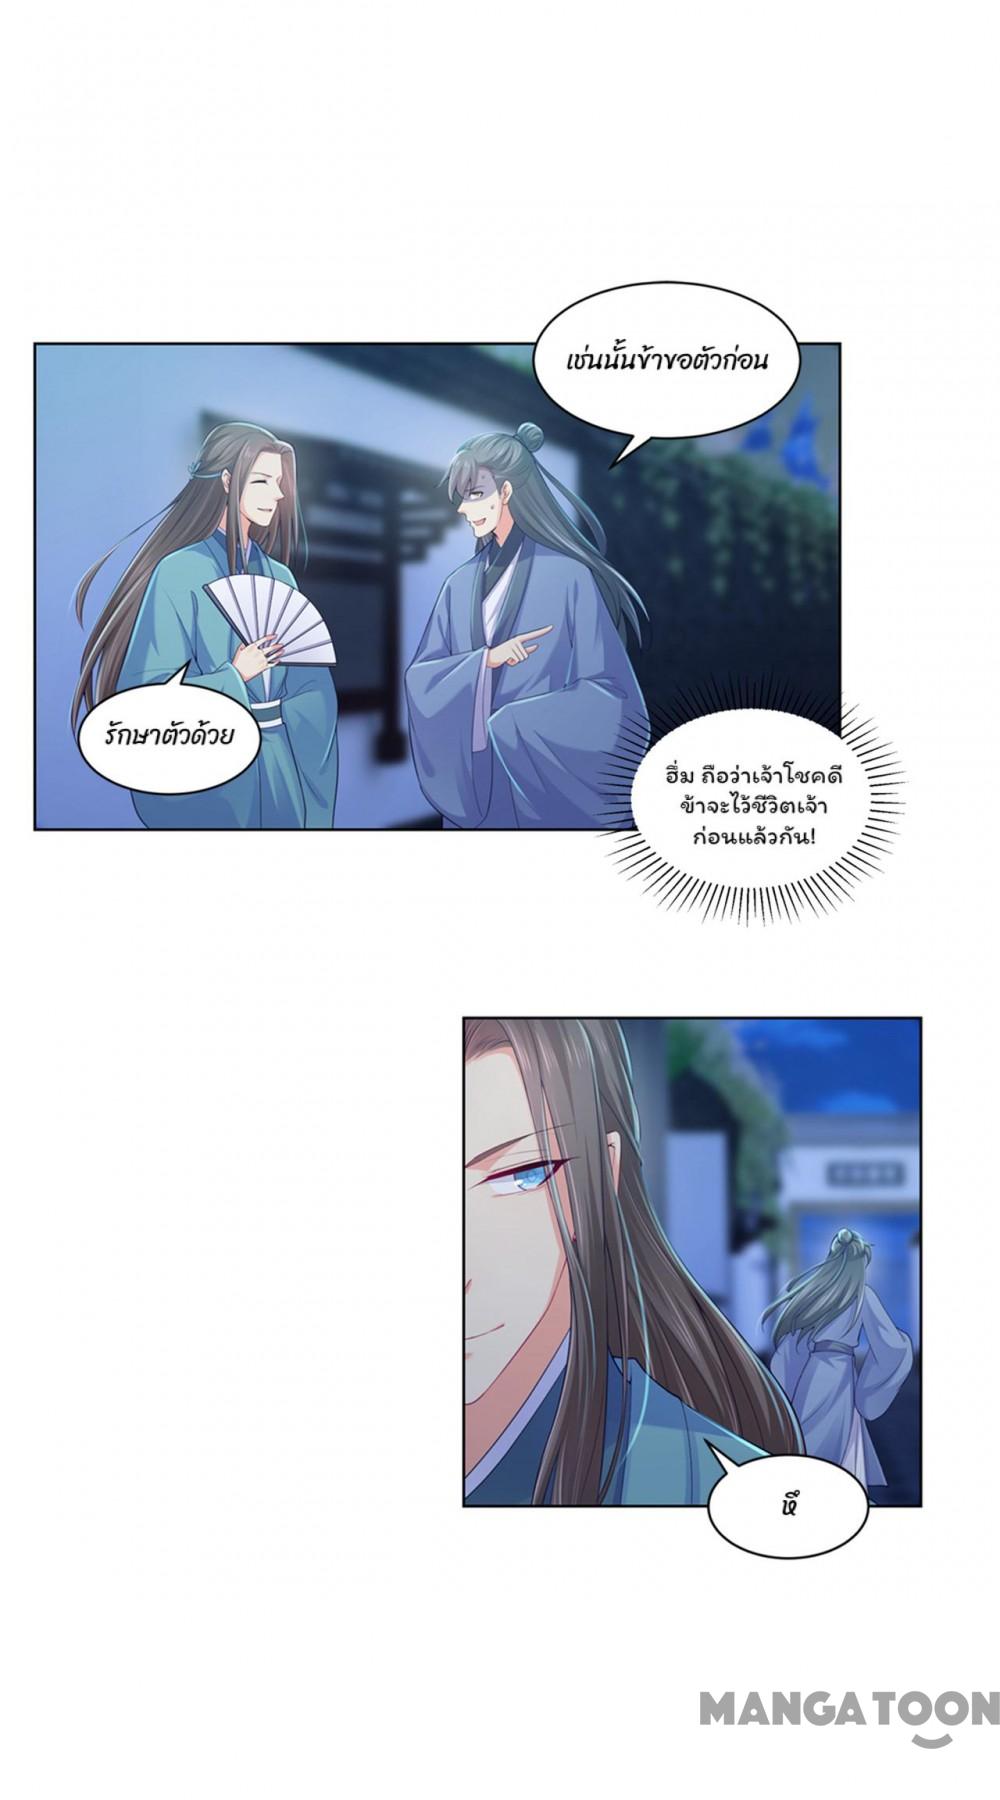 เช่นนั้นข้าขอตัวก่อน
รักษาตัวด้วย
ฮึ่ม ถือว่าเจ้าโชคดี
ข้าจะไว้ชีวิตเจ้า
ก่อนแล้วกัน!
หึ
MANGATOON